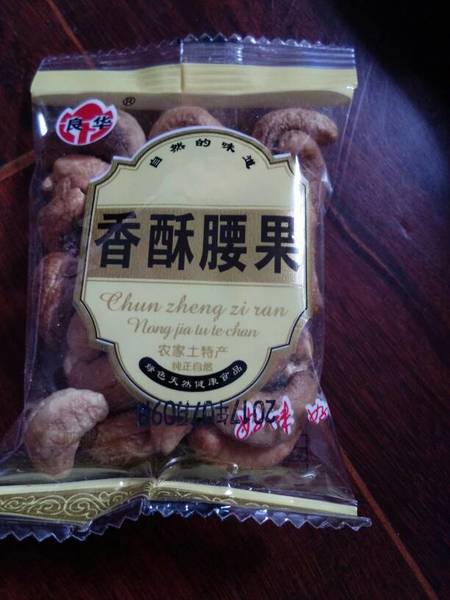 良华®
自然的味道
香酥腰果
Chun zheng zi ran
Nong jia tu te chan
农家土特产
纯正自然
绿色天然健康食品
2017年07月09日